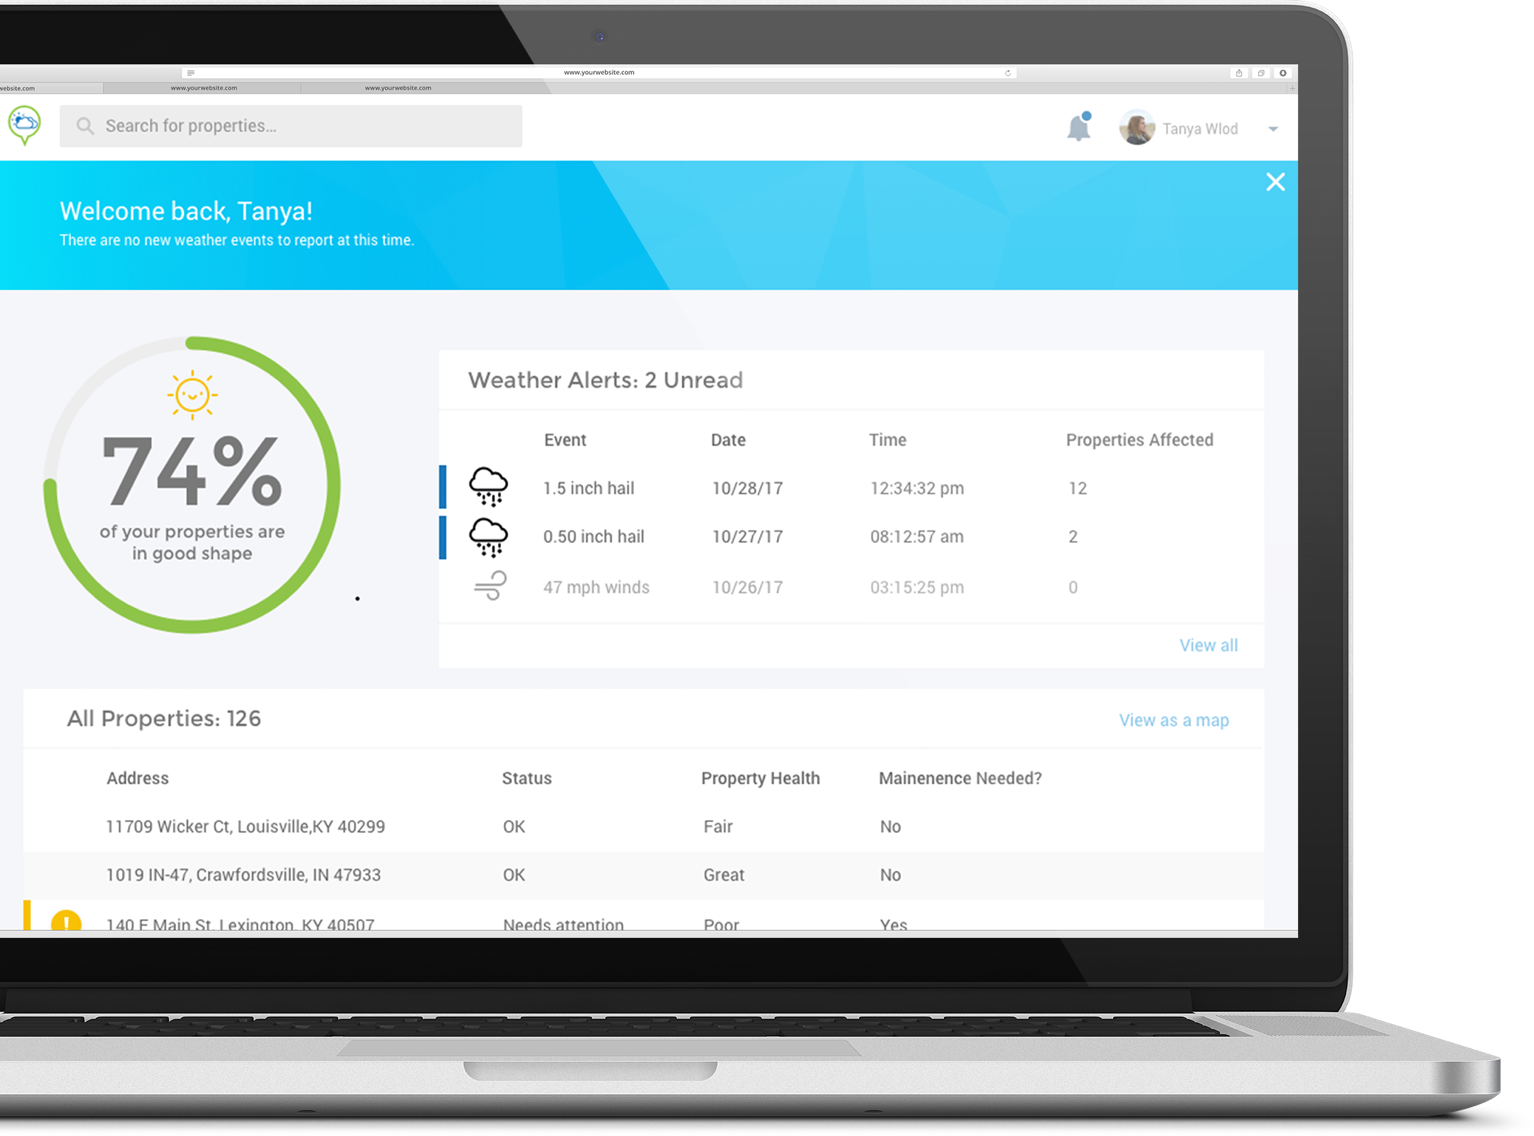 www.yourwebsite.com
website.com www.yourwebsite.com www.yourwebsite.com
Search for properties...
Tanya Wlod
Welcome back, Tanya!
There are no new weather events to report at this time.
74%
of your properties are
in good shape
Weather Alerts: 2 Unread
Event Date Time Properties Affected
1.5 inch hail 10/28/17 12:34:32 pm 12
0.50 inch hail 10/27/17 08:12:57 am 2
47 mph winds 10/26/17 03:15:25 pm 0
View all
All Properties: 126
View as a map
Address Status Property Health Mainenence Needed?
11709 Wicker Ct, Louisville,KY 40299 OK Fair No
1019 IN-47, Crawfordsville, IN 47933 OK Great No
! 140 E Main St, Lexington, KY 40507 Needs attention Poor Yes